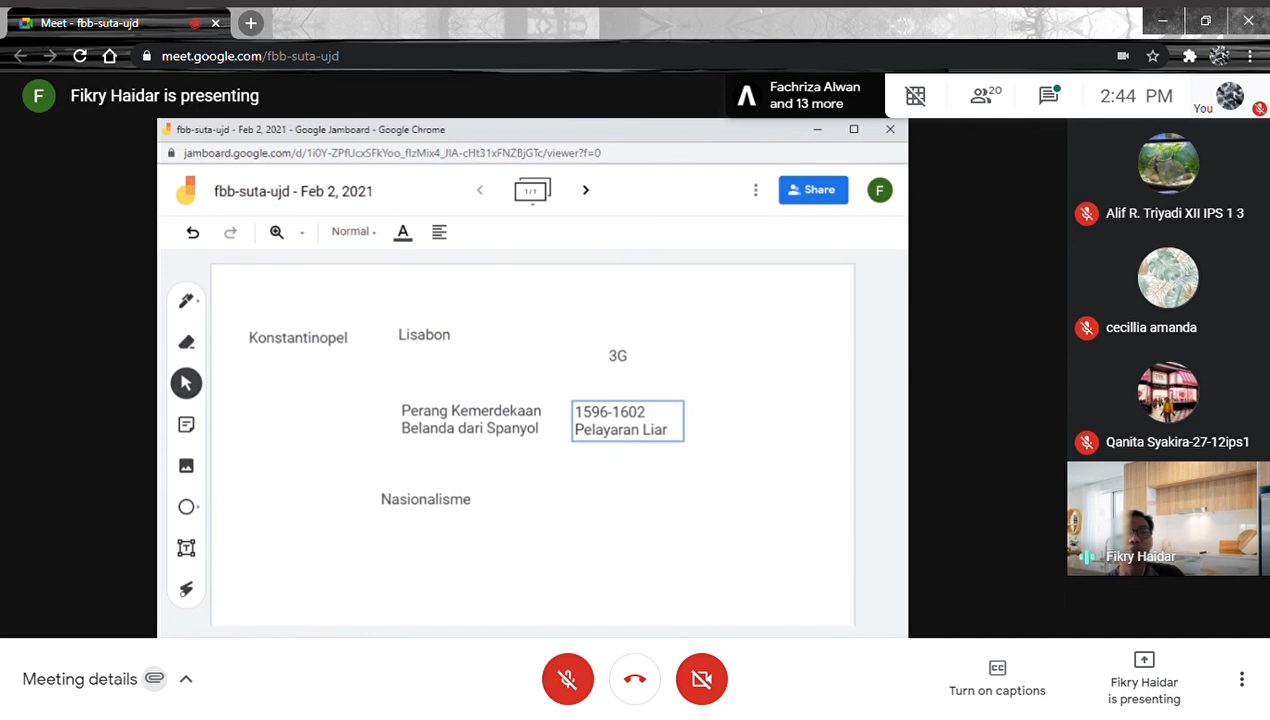 Meet - fbb-suta-ujd
meet.google.com/fbb-suta-ujd
F
Fikry Haidar is presenting
Fachriza Alwan
and 13 more
20
2:44 PM
You
fbb-suta-ujd - Feb 2, 2021 - Google Jamboard - Google Chrome
jamboard.google.com/d/1i0Y-ZPfUcxSFkYoo_flzMix4_JIA-cHt31xFNZBjGTc/viewer?f=0
fbb-suta-ujd - Feb 2, 2021
1/1
Share
F
Normal
A
Konstantinopel
Lisabon
3G
Perang Kemerdekaan
Belanda dari Spanyol
1596-1602
Pelayaran Liar
Nasionalisme
Alif R. Triyadi XII IPS 1 3
cecillia amanda
Qanita Syakira-27-12ips1
Fikry Haidar
Meeting details
Turn on captions
Fikry Haidar
is presenting